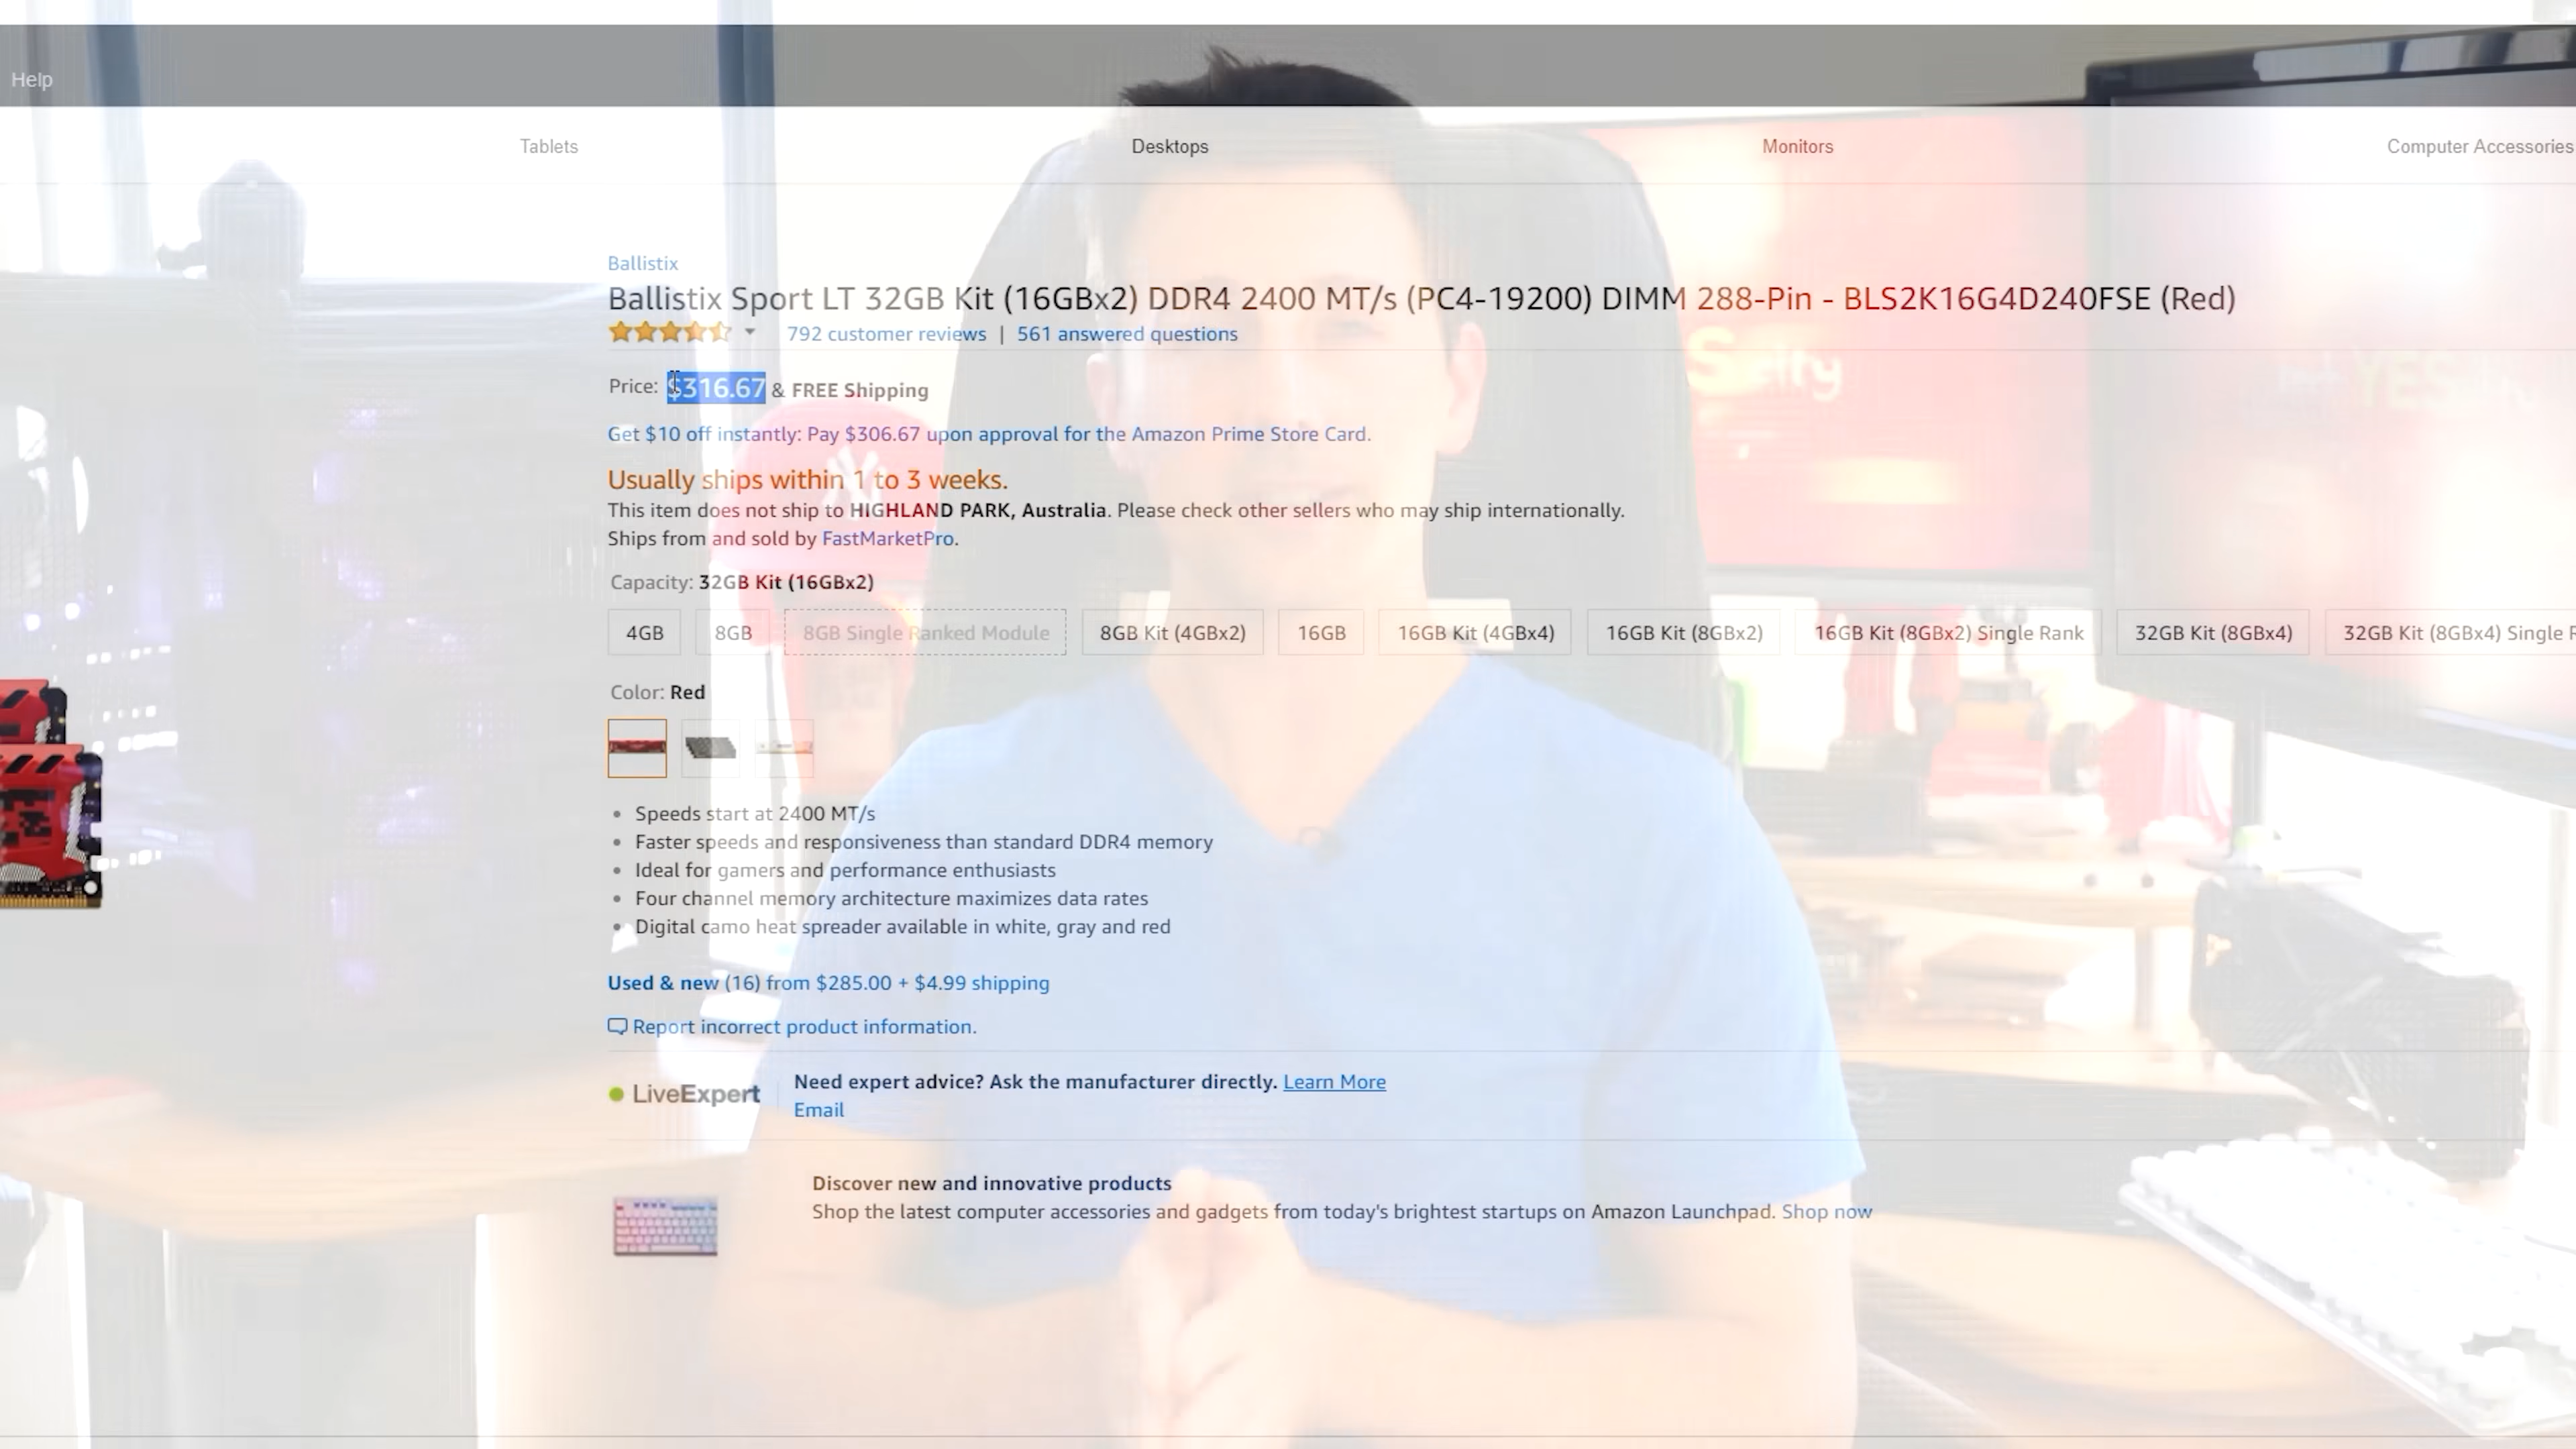 Help
Tablets Desktops Monitors Computer Accessories
Ballistix
Ballistix Sport LT 32GB Kit (16GBx2) DDR4 2400 MT/s (PC4-19200) DIMM 288-Pin - BLS2K16G4D240FSE (Red)
792 customer reviews | 561 answered questions
Price: $316.67 & FREE Shipping
Get $10 off instantly: Pay $306.67 upon approval for the Amazon Prime Store Card.
Usually ships within 1 to 3 weeks.
This item does not ship to HIGHLAND PARK, Australia. Please check other sellers who may ship internationally.
Ships from and sold by FastMarketPro.
Capacity: 32GB Kit (16GBx2)
4GB 8GB 8GB Single Ranked Module 8GB Kit (4GBx2) 16GB 16GB Kit (4GBx4) 16GB Kit (8GBx2) 16GB Kit (8GBx2) Single Rank 32GB Kit (8GBx4) 32GB Kit (8GBx4) Single
Color: Red
Speeds start at 2400 MT/s
Faster speeds and responsiveness than standard DDR4 memory
Ideal for gamers and performance enthusiasts
Four channel memory architecture maximizes data rates
Digital camo heat spreader available in white, gray and red
Used & new (16) from $285.00 + $4.99 shipping
Report incorrect product information.
LiveExpert
Need expert advice? Ask the manufacturer directly. Learn More
Email
Discover new and innovative products
Shop the latest computer accessories and gadgets from today's brightest startups on Amazon Launchpad. Shop now
YES
NY